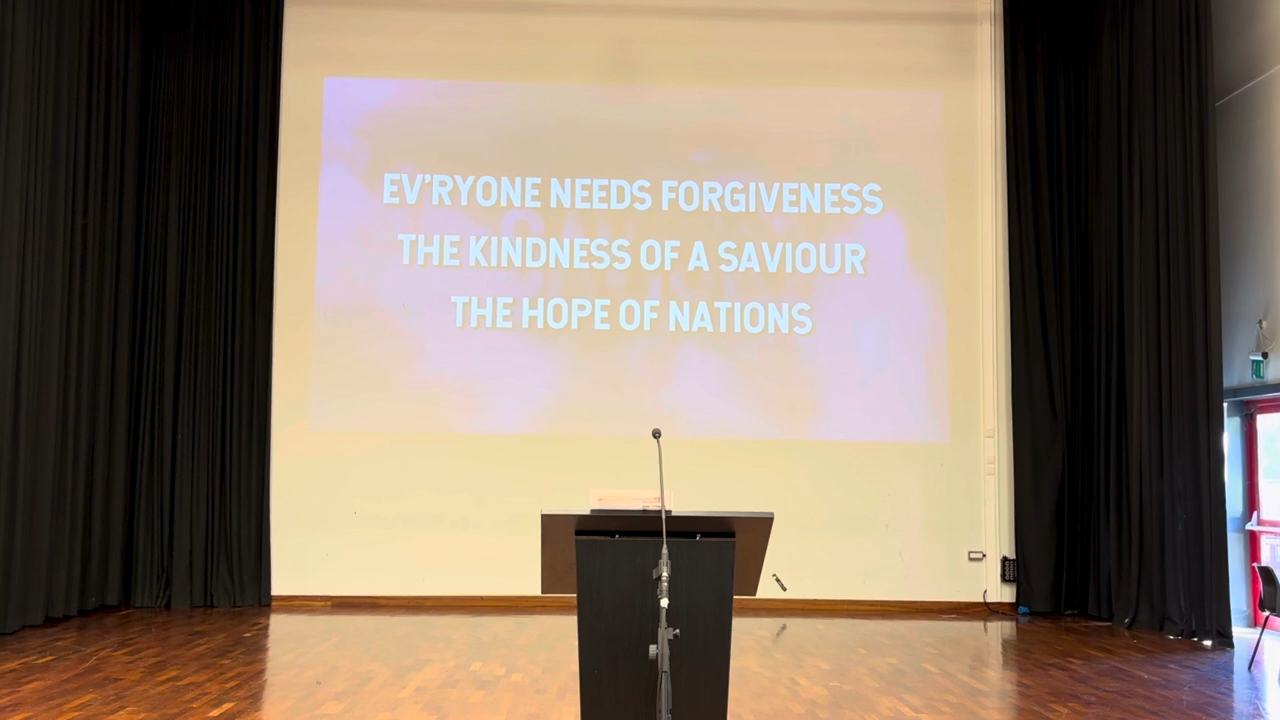 EV'RYONE NEEDS FORGIVENESS
THE KINDNESS OF A SAVIOUR
THE HOPE OF NATIONS